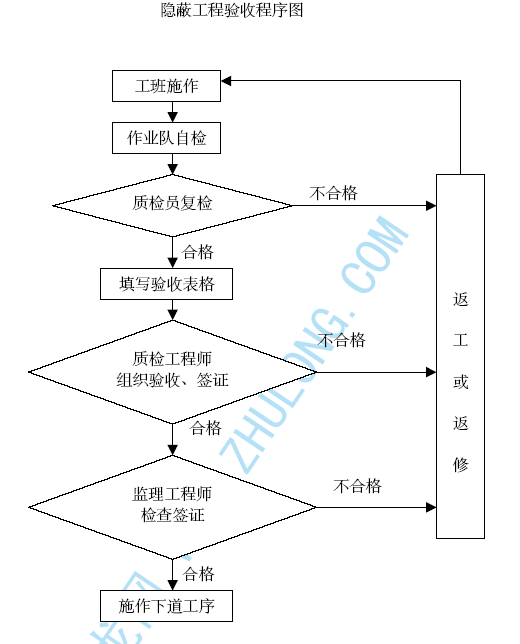 隐蔽工程验收程序图
工班施作
作业队自检
质检员复检
不合格
合格
填写验收表格
质检工程师
组织验收、签证
不合格
合格
监理工程师
检查签证
不合格
合格
施作下道工序
返
工
或
返
修
ZHULONG.COM
龙网